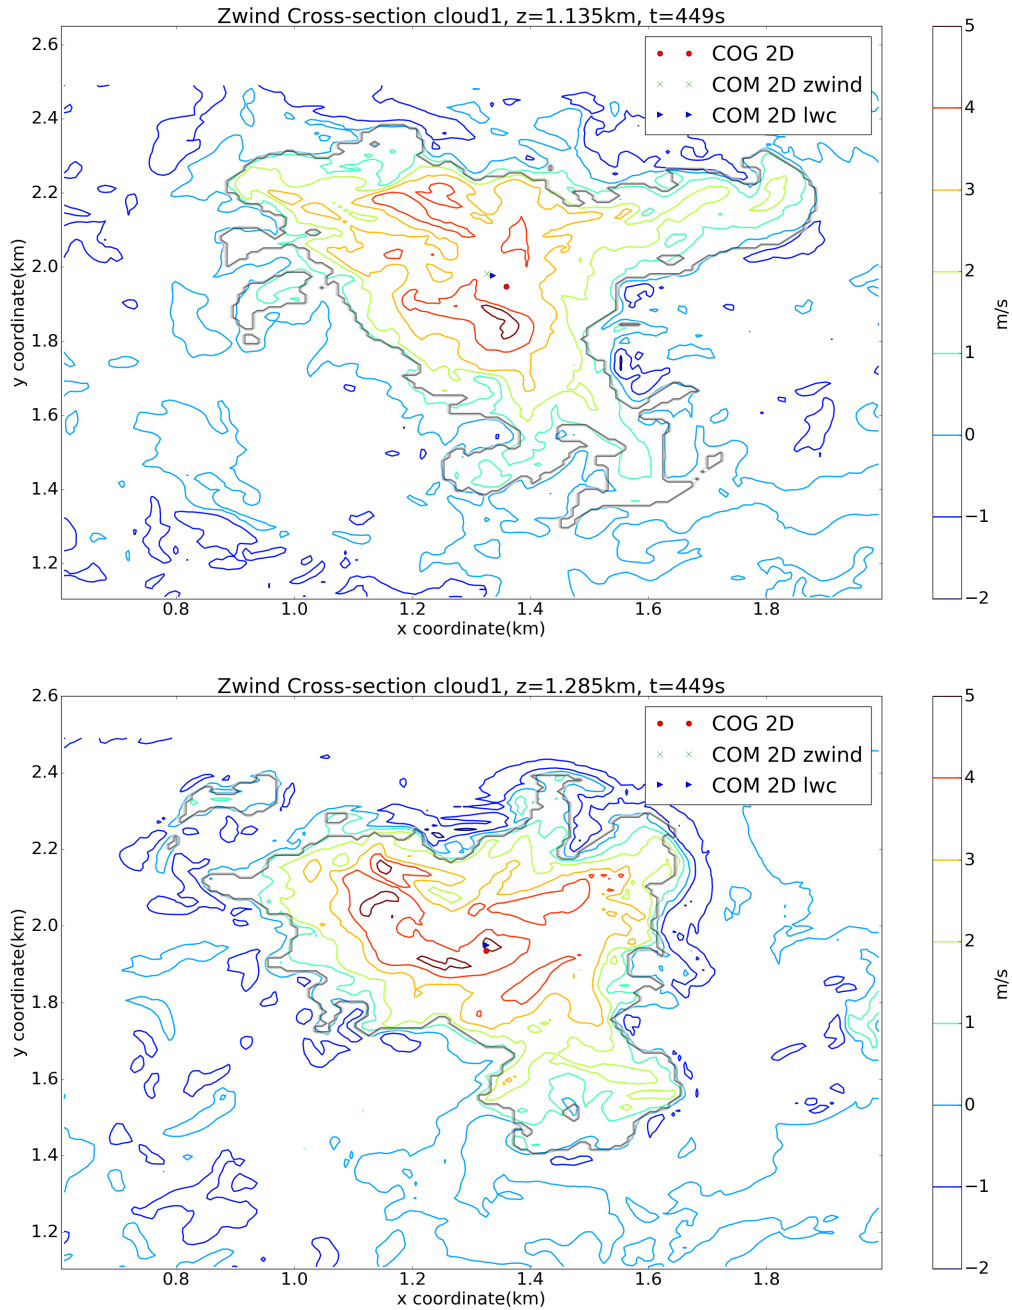 Zwind Cross-section cloud1, z=1.135km, t=449s
COG 2D
COM 2D zwind
COM 2D lwc
2.6
2.4
2.2
2.0
1.8
1.6
1.4
1.2
y coordinate(km)
0.8 1.0 1.2 1.4 1.6 1.8
x coordinate(km)
5
4
3
2
1
0
−1
−2
m/s
Zwind Cross-section cloud1, z=1.285km, t=449s
COG 2D
COM 2D zwind
COM 2D lwc
2.6
2.4
2.2
2.0
1.8
1.6
1.4
1.2
y coordinate(km)
0.8 1.0 1.2 1.4 1.6 1.8
x coordinate(km)
5
4
3
2
1
0
−1
−2
m/s